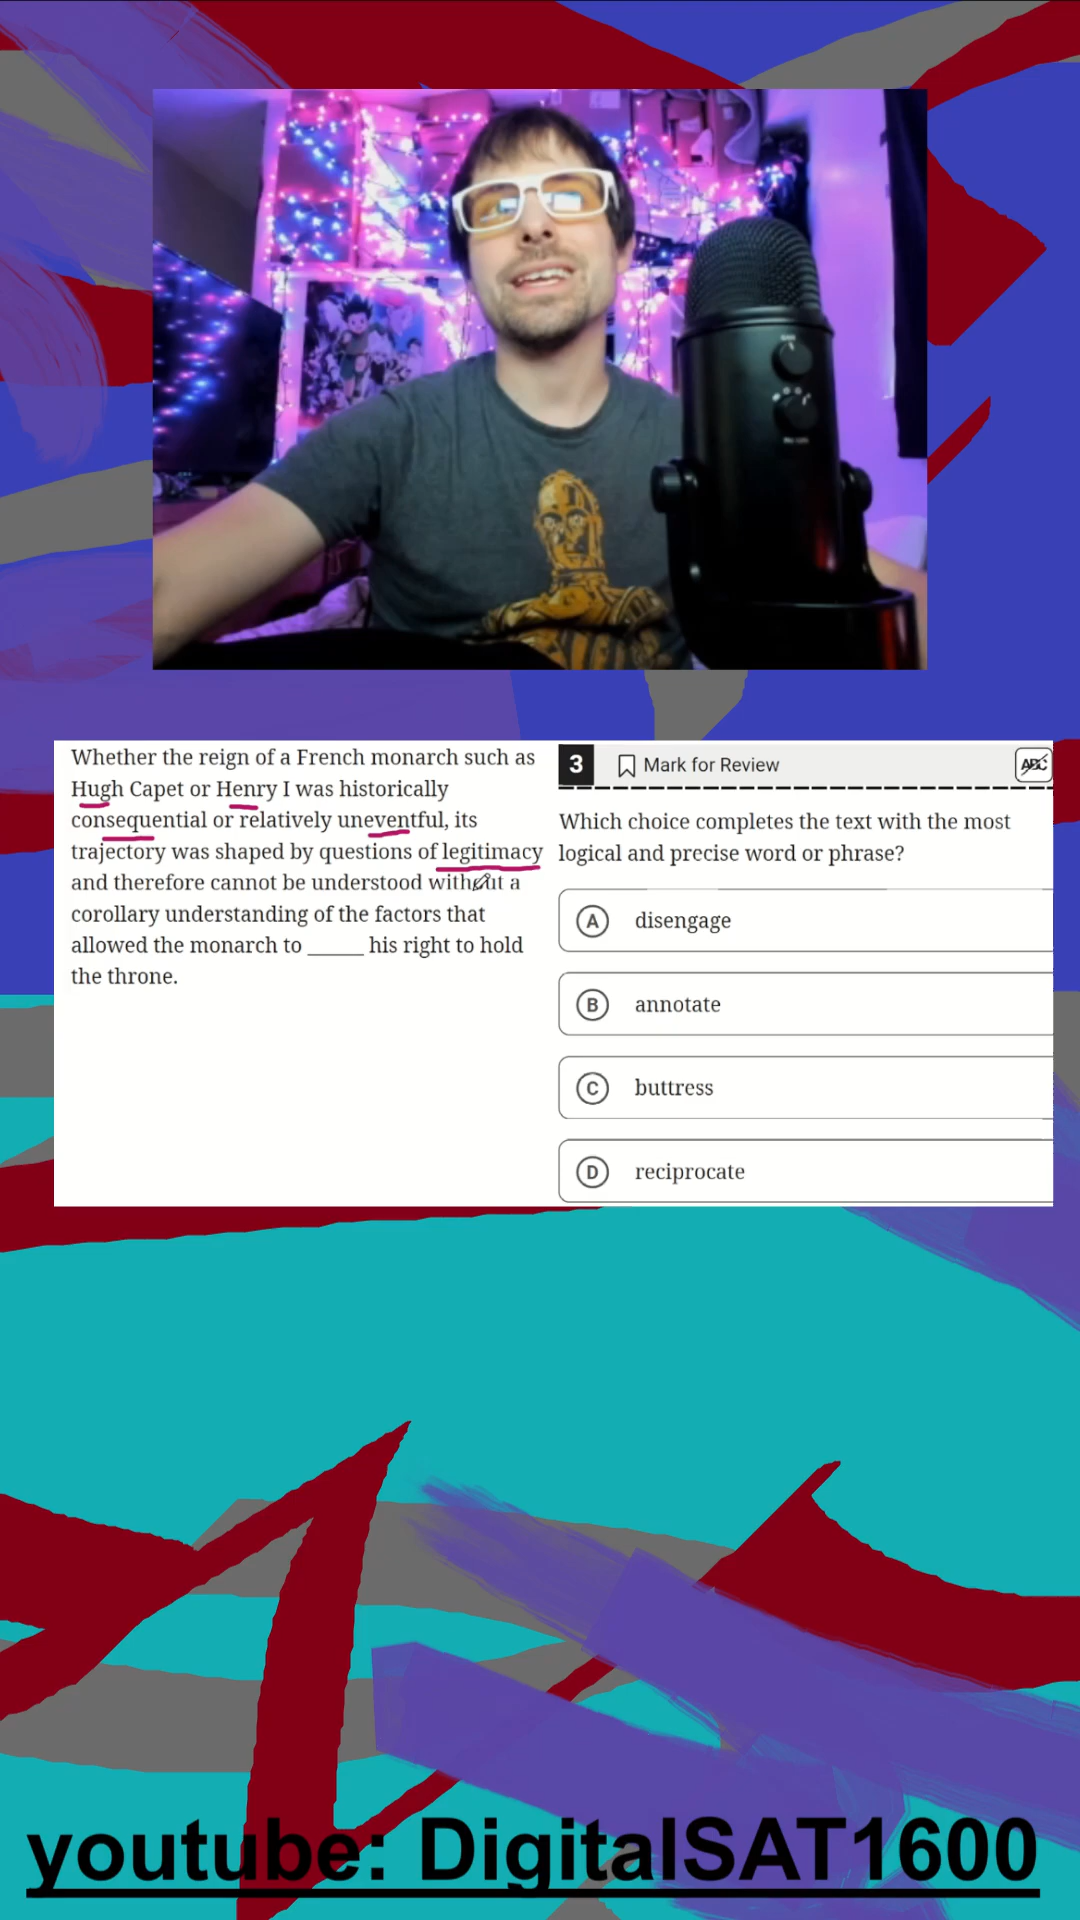 Whether the reign of a French monarch such as
Hugh Capet or Henry I was historically
consequential or relatively uneventful, its
trajectory was shaped by questions of legitimacy
and therefore cannot be understood without a
corollary understanding of the factors that
allowed the monarch to ______ his right to hold
the throne.
3 Mark for Review ABC
Which choice completes the text with the most
logical and precise word or phrase?
A disengage
B annotate
C buttress
D reciprocate
youtube: DigitalSAT1600